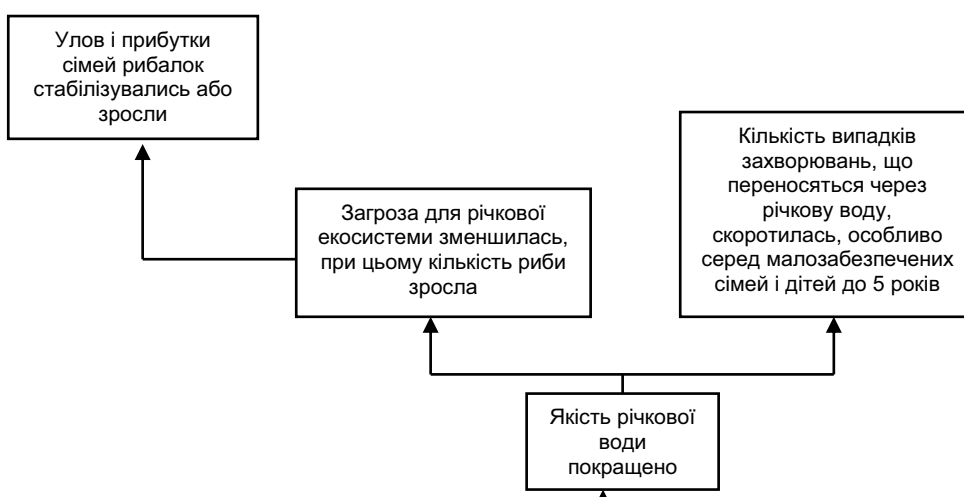 Улов і прибутки
сімей рибалок
стабілізувались або
зросли
Кількість випадків
захворювань, що
переносяться через
річкову воду,
скоротилась, особливо
серед малозабезпечених
сімей і дітей до 5 років
Загроза для річкової
екосистеми зменшилась,
при цьому кількість риби
зросла
Якість річкової
води
покращено